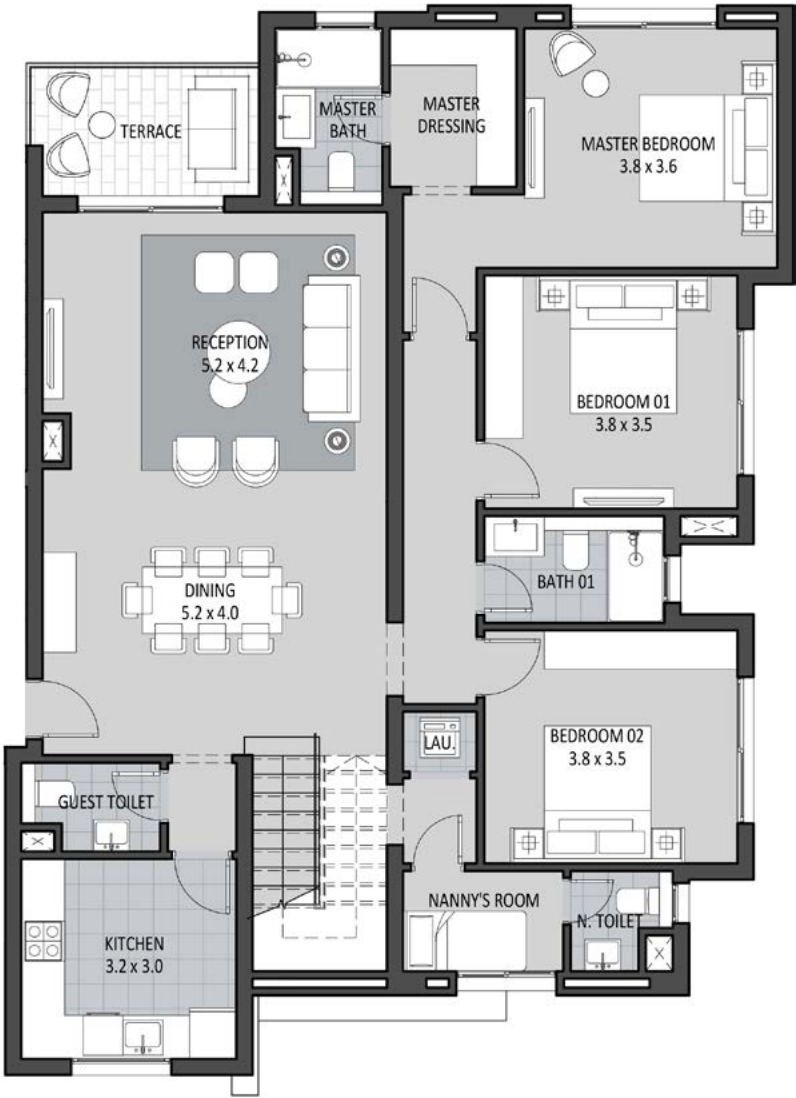 TERRACE
MASTER
BATH
MASTER
DRESSING
MASTER BEDROOM
3.8 x 3.6
RECEPTION
5.2 x 4.2
BEDROOM 01
3.8 x 3.5
DINING
5.2 x 4.0
BATH 01
LAU.
BEDROOM 02
3.8 x 3.5
GUEST TOILET
NANNY'S ROOM
N. TOILET
KITCHEN
3.2 x 3.0